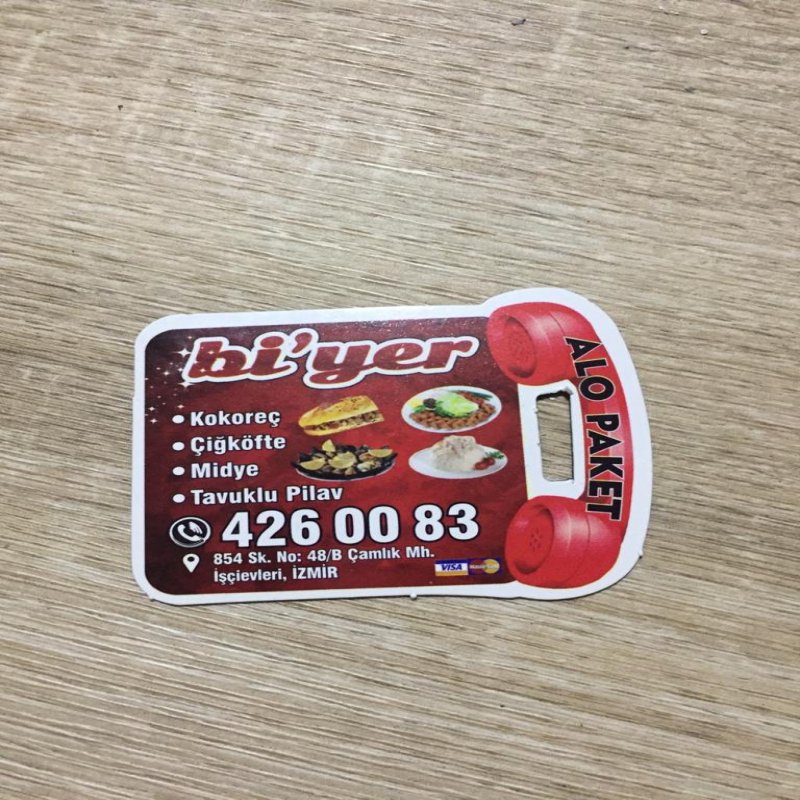 bi'yer
• Kokoreç
• Çiğköfte
• Midye
• Tavuklu Pilav
426 00 83
854 Sk. No: 48/B Çamlık Mh.
İşçievleri, İZMİR
VISA
MasterCard
ALO PAKET